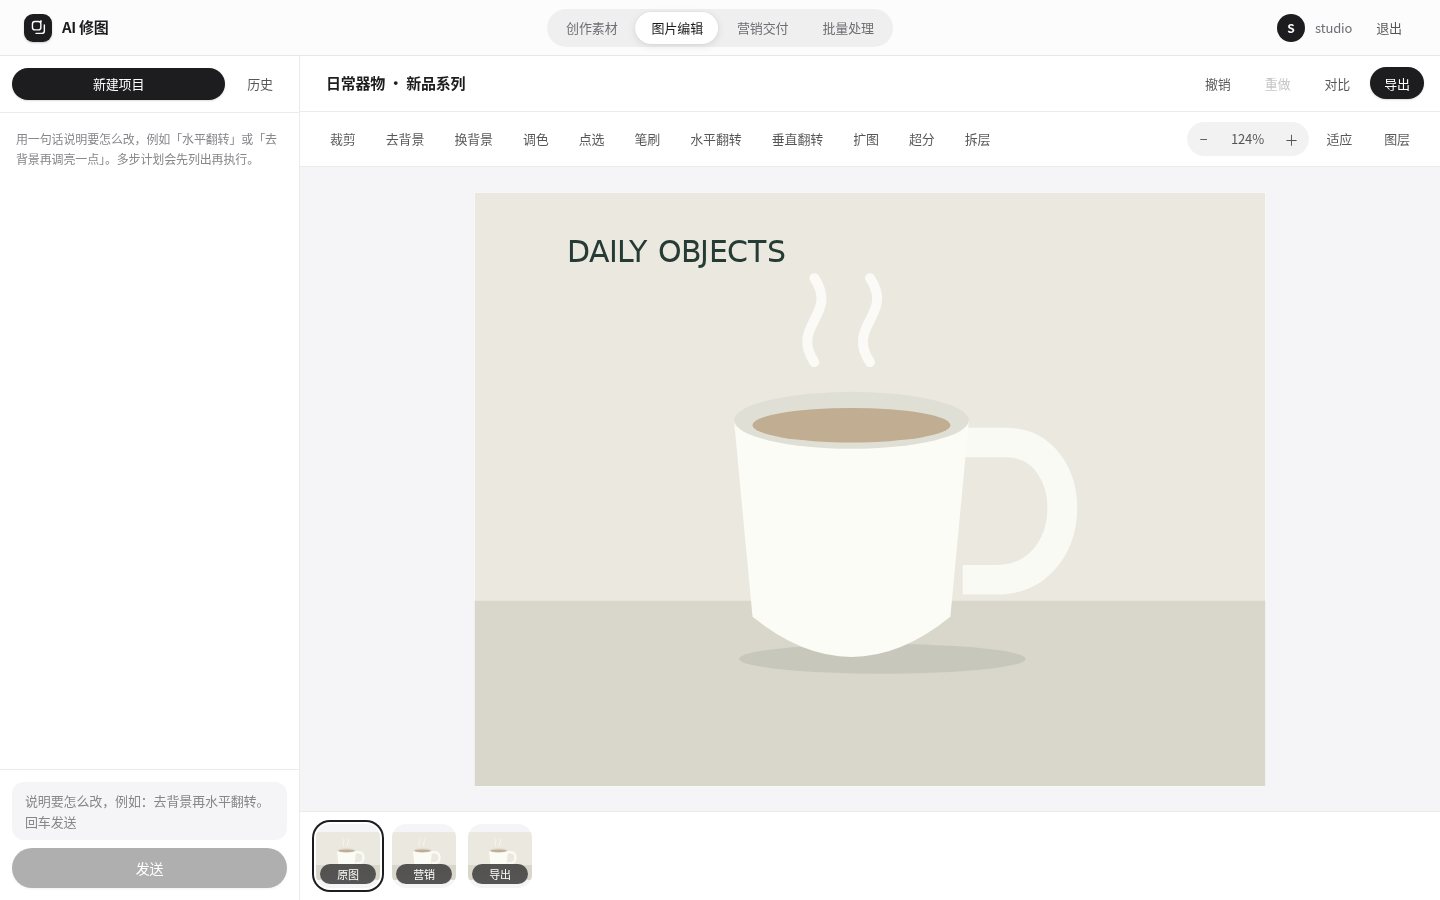 AI 修图
创作素材
图片编辑
营销交付
批量处理
S
studio
退出
新建项目
历史
日常器物 · 新品系列
撤销
重做
对比
导出
用一句话说明要怎么改，例如「水平翻转」或「去
背景再调亮一点」。多步计划会先列出再执行。
裁剪
去背景
换背景
调色
点选
笔刷
水平翻转
垂直翻转
扩图
超分
拆层
−
124%
+
适应
图层
DAILY OBJECTS
说明要怎么改，例如：去背景再水平翻转。
回车发送
发送
原图
营销
导出